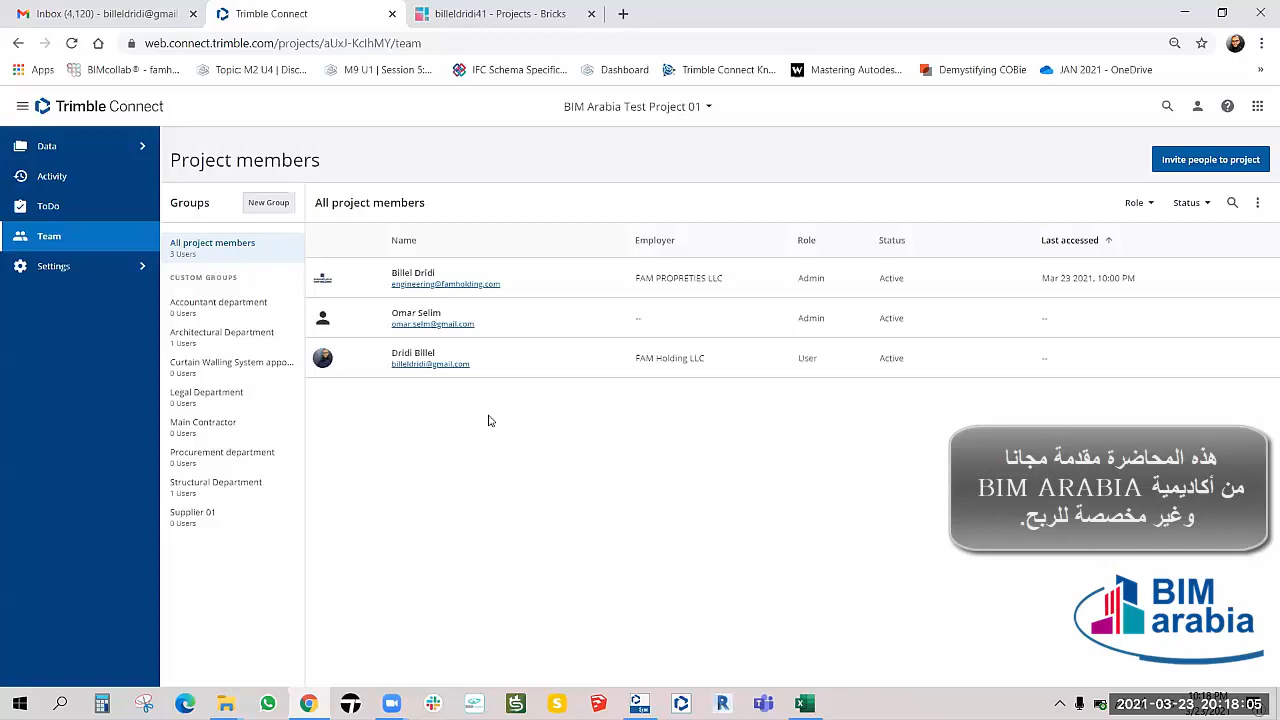 Inbox (4,120) - billeldridi@gmail
Trimble Connect
billeldridi41 - Projects - Bricks
web.connect.trimble.com/projects/aUxJ-KcIhMY/team
Apps
BIMcollab® - famh...
Topic: M2 U4 | Disc...
M9 U1 | Session 5:...
IFC Schema Specific...
Dashboard
Trimble Connect Kn...
Mastering Autodes...
Demystifying COBie
JAN 2021 - OneDrive
Trimble Connect
BIM Arabia Test Project 01
Data
Activity
ToDo
Team
Settings
Project members
Invite people to project
Groups
New Group
All project members
3 Users
CUSTOM GROUPS
Accountant department
0 Users
Architectural Department
1 Users
Curtain Walling System appo...
0 Users
Legal Department
0 Users
Main Contractor
0 Users
Procurement department
0 Users
Structural Department
1 Users
Supplier 01
0 Users
All project members
Role
Status
Name Employer Role Status Last accessed
Billel Dridi
engineering@famholding.com
FAM PROPRETIES LLC Admin Active Mar 23 2021, 10:00 PM
Omar Selim
omar.selm@gmail.com
-- Admin Active --
Dridi Billel
billeldridi@gmail.com
FAM Holding LLC User Active --
هذه المحاضرة مقدمة مجانا
من أكاديمية BIM ARABIA
وغير مخصصة للربح.
BIM
arabia
10:18 PM
2021-03-23 20:18:05